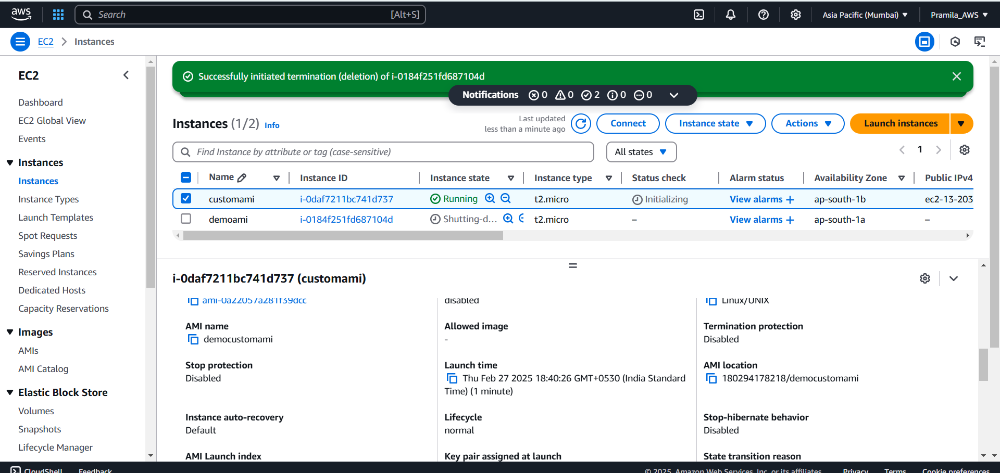 aws
Search [Alt+S]
Asia Pacific (Mumbai)
Pramila_AWS
EC2 Instances
EC2
Dashboard
EC2 Global View
Events
Instances
Instances
Instance Types
Launch Templates
Spot Requests
Savings Plans
Reserved Instances
Dedicated Hosts
Capacity Reservations
Images
AMIs
AMI Catalog
Elastic Block Store
Volumes
Snapshots
Lifecycle Manager
Successfully initiated termination (deletion) of i-0184f251fd687104d
Notifications 0 0 2 0 0
Instances (1/2) Info
Last updated
less than a minute ago
Connect
Instance state
Actions
Launch instances
Find Instance by attribute or tag (case-sensitive)
All states
1
Name Instance ID Instance state Instance type Status check Alarm status Availability Zone Public IPv4
customami i-0daf7211bc741d737 Running t2.micro Initializing View alarms + ap-south-1b ec2-13-203
demoami i-0184f251fd687104d Shutting-d... t2.micro – View alarms + ap-south-1a –
i-0daf7211bc741d737 (customami)
ami-0a22057a281f39dcc
disabled
Linux/UNIX
AMI name
democustomami
Allowed image
-
Termination protection
Disabled
Stop protection
Disabled
Launch time
Thu Feb 27 2025 18:40:26 GMT+0530 (India Standard
Time) (1 minute)
AMI location
180294178218/democustomami
Instance auto-recovery
Default
Lifecycle
normal
Stop-hibernate behavior
Disabled
AMI Launch index
Key pair assigned at launch
State transition reason
CloudShell Feedback
© 2025, Amazon Web Services, Inc. or its affiliates. Privacy Terms Cookie preferences